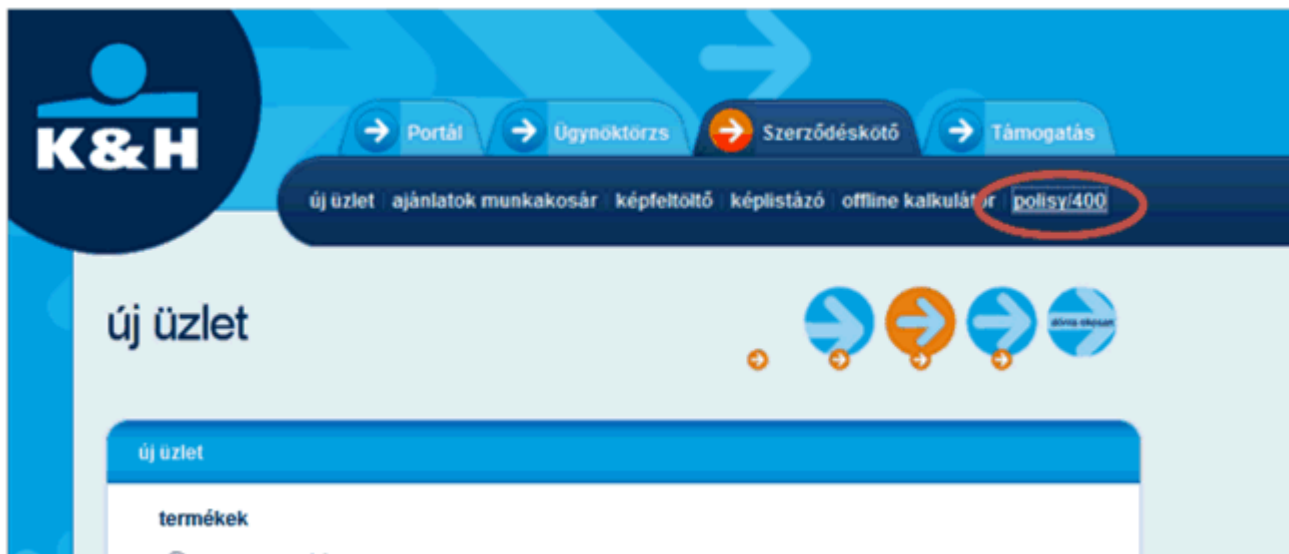 K&H
Portál Ügynöktörzs Szerződéskötő Támogatás
új üzlet ajánlatok munkakosár képfeltöltő képlistázó offline kalkulátor polisy/400
új üzlet
új üzlet
termékek